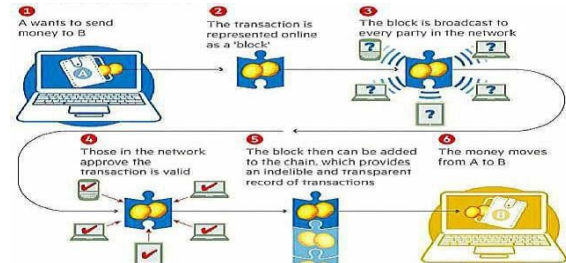 1
A wants to send
money to B
A
2
The transaction is
represented online
as a 'block'
3
The block is broadcast to
every party in the network
?
?
?
?
?
4
Those in the network
approve the
transaction is valid
5
The block then can be added
to the chain, which provides
an indelible and transparent
record of transactions
6
The money moves
from A to B
B